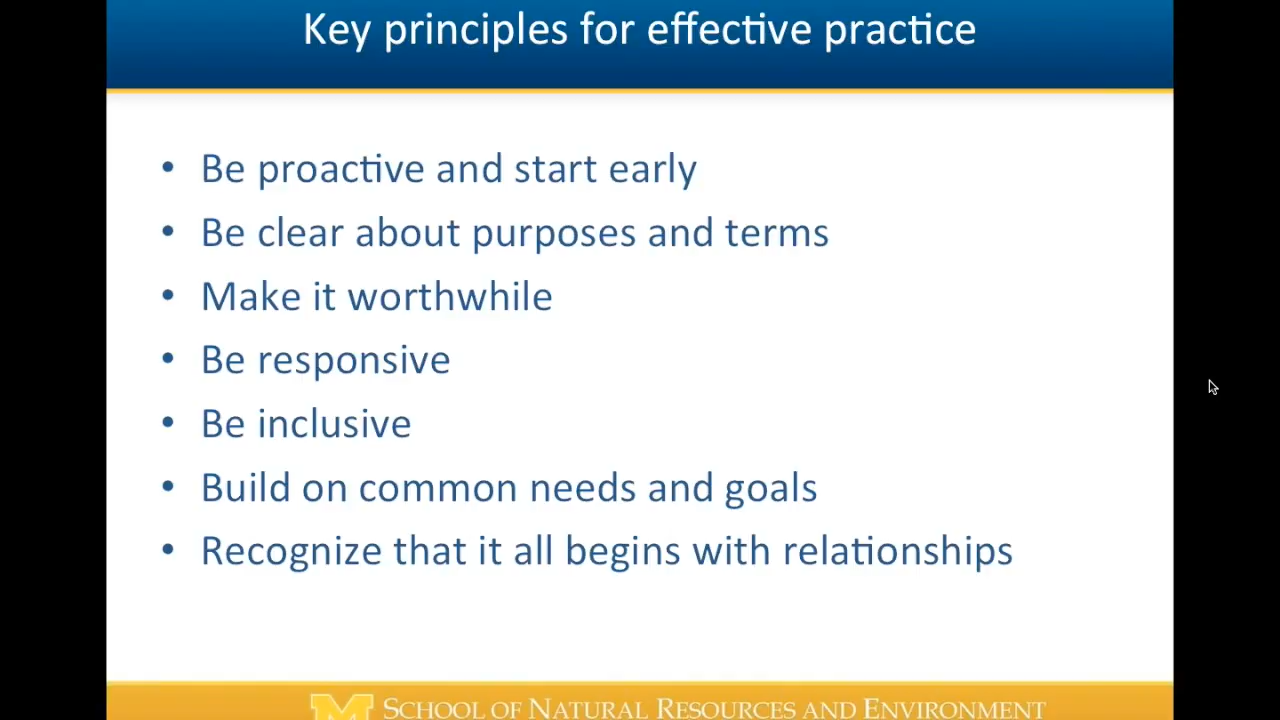 Key principles for effective practice
• Be proactive and start early
• Be clear about purposes and terms
• Make it worthwhile
• Be responsive
• Be inclusive
• Build on common needs and goals
• Recognize that it all begins with relationships
M SCHOOL OF NATURAL RESOURCES AND ENVIRONMENT